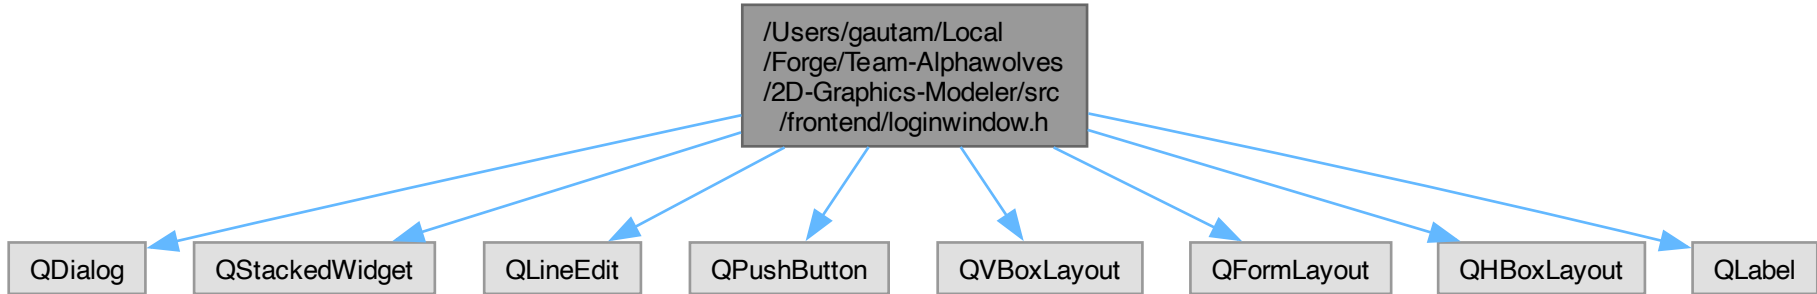 /Users/gautam/Local
/Forge/Team-Alphawolves
/2D-Graphics-Modeler/src
/frontend/loginwindow.h
QDialog
QStackedWidget
QLineEdit
QPushButton
QVBoxLayout
QFormLayout
QHBoxLayout
QLabel